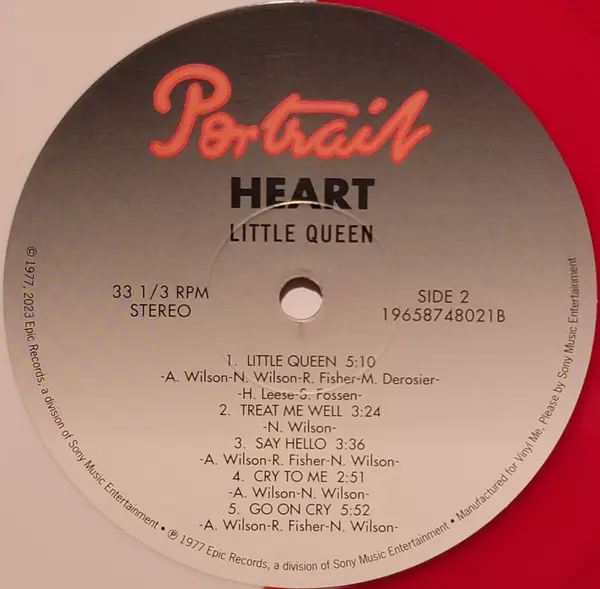 Portrait
HEART
LITTLE QUEEN
33 1/3 RPM
STEREO
SIDE 2
19658748021B
1. LITTLE QUEEN 5:10
-A. Wilson-N. Wilson-R. Fisher-M. Derosier-
-H. Leese-S. Fossen-
2. TREAT ME WELL 3:24
-N. Wilson-
3. SAY HELLO 3:36
-A. Wilson-R. Fisher-N. Wilson-
4. CRY TO ME 2:51
-A. Wilson-N. Wilson-
5. GO ON CRY 5:52
-A. Wilson-R. Fisher-N. Wilson-
© 1977, 2023 Epic Records, a division of Sony Music Entertainment. • ℗ 1977 Epic Records, a division of Sony Music Entertainment • Manufactured for Vinyl Me, Please by Sony Music Entertainment